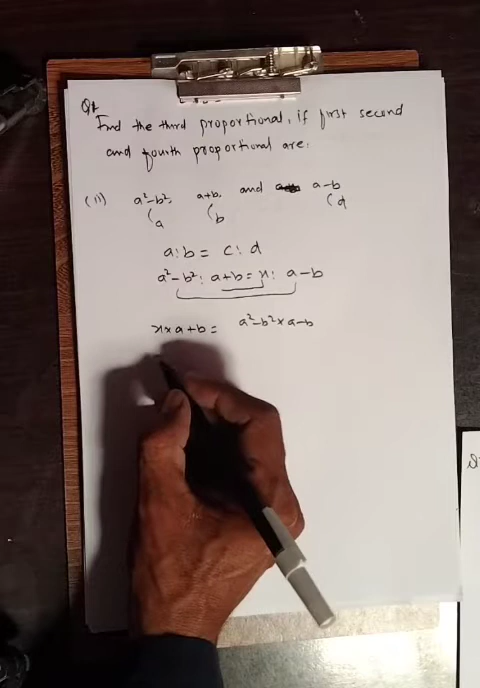 Q1
Find the third proportional, if first second
and fourth proportional are:
(ii) a²-b², a+b, and a-b
a b d
a:b = c:d
a²-b²: a+b = x: a-b
x×a+b = a²-b²×a-b